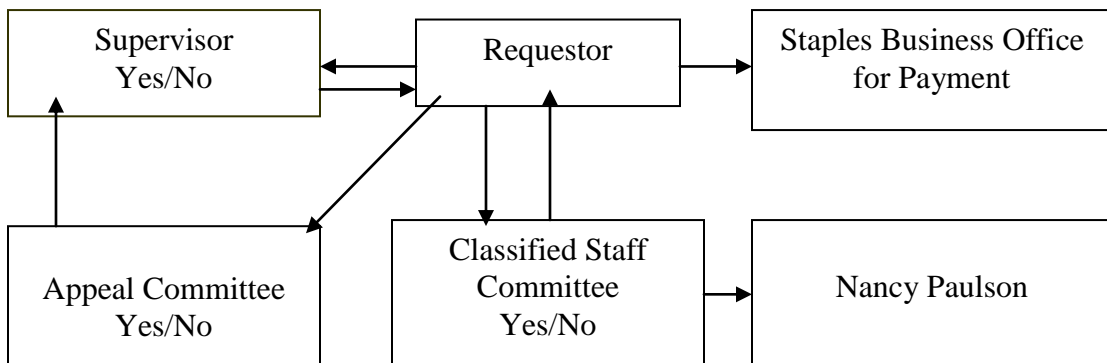 Supervisor
Yes/No
Requestor
Staples Business Office
for Payment
Appeal Committee
Yes/No
Classified Staff
Committee
Yes/No
Nancy Paulson